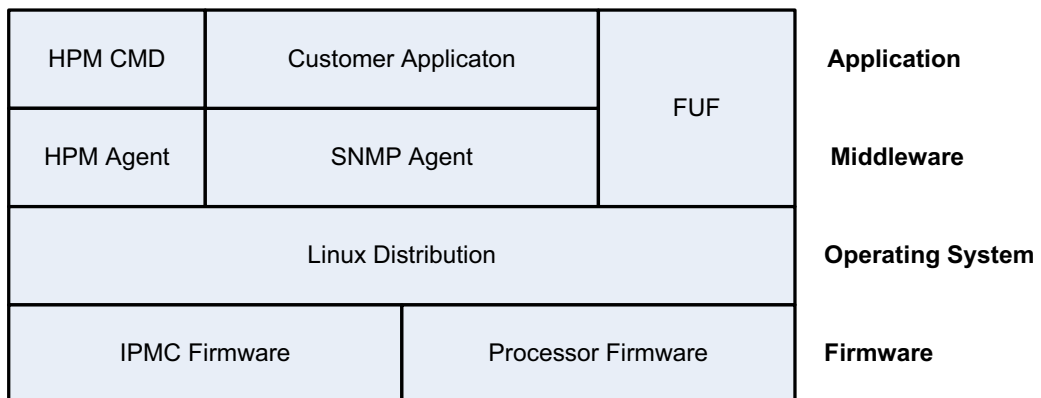 HPM CMD
Customer Applicaton
FUF
Application
HPM Agent
SNMP Agent
Middleware
Linux Distribution
Operating System
IPMC Firmware
Processor Firmware
Firmware